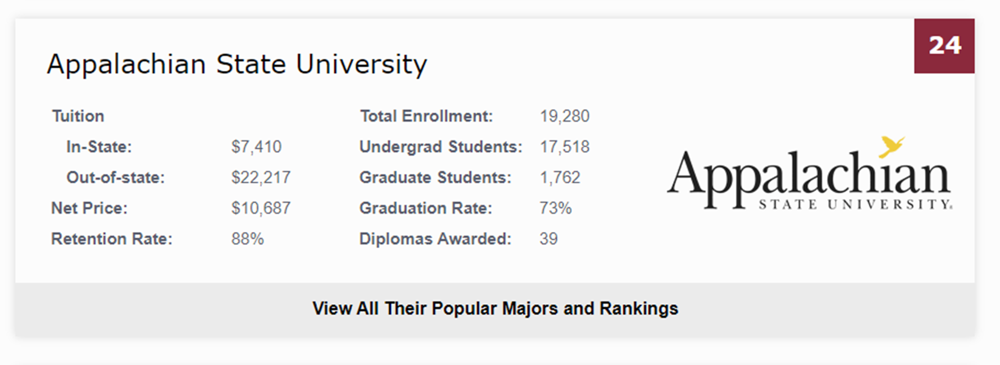 24
Appalachian State University
Tuition
In-State: $7,410
Out-of-state: $22,217
Net Price: $10,687
Retention Rate: 88%
Total Enrollment: 19,280
Undergrad Students: 17,518
Graduate Students: 1,762
Graduation Rate: 73%
Diplomas Awarded: 39
Appalachian
STATE UNIVERSITY
View All Their Popular Majors and Rankings